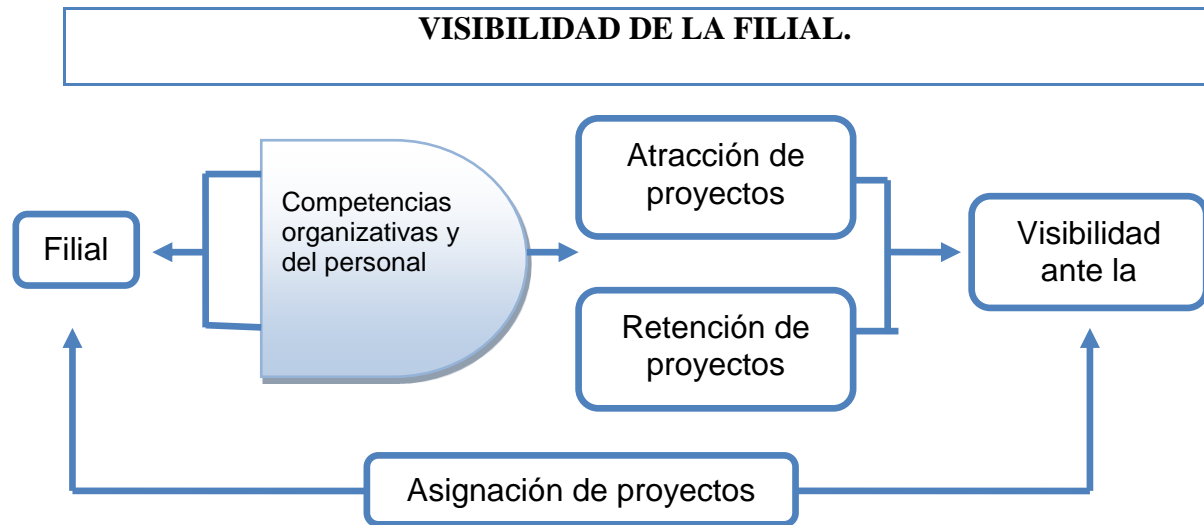 VISIBILIDAD DE LA FILIAL.
Filial
Competencias
organizativas y
del personal
Atracción de
proyectos
Retención de
proyectos
Visibilidad
ante la
Asignación de proyectos